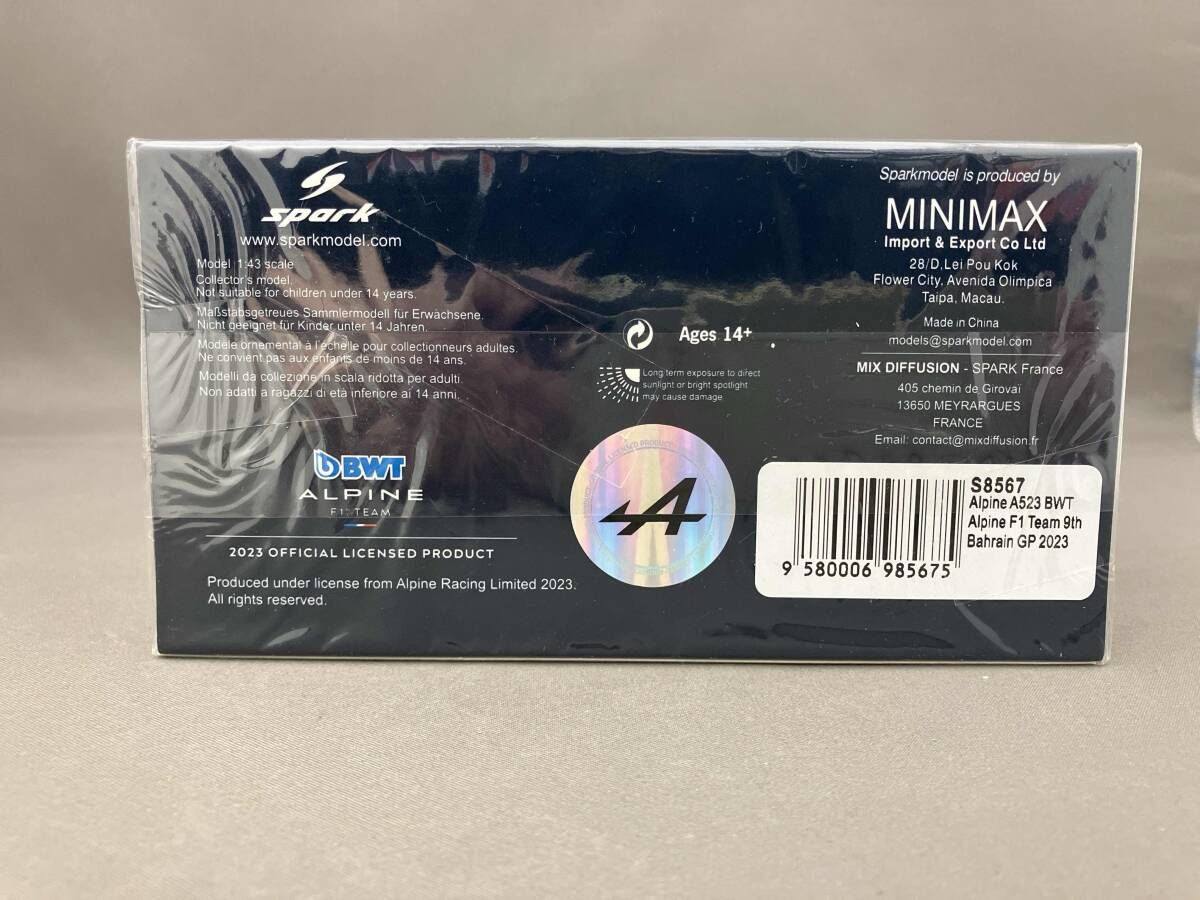 spark
www.sparkmodel.com
Model 1:43 scale
Collector's model.
Not suitable for children under 14 years.
Maßstabsgetreues Sammlermodell für Erwachsene.
Nicht geeignet für Kinder unter 14 Jahren.
Modele ornemental à l'échelle pour collectionneurs adultes.
Ne convient pas aux enfants de moins de 14 ans.
Modelli da collezione in scala ridotta per adulti.
Non adatti a ragazzi di età inferiore ai 14 anni.
BWT
ALPINE
F1 TEAM
2023 OFFICIAL LICENSED PRODUCT
Produced under license from Alpine Racing Limited 2023.
All rights reserved.
Ages 14+
Long term exposure to direct
sunlight or bright spotlight
may cause damage
LICENSED PRODUCT
Sparkmodel is produced by
MINIMAX
Import & Export Co Ltd
28/D, Lei Pou Kok
Flower City, Avenida Olimpica
Taipa, Macau.
Made in China
models@sparkmodel.com
MIX DIFFUSION - SPARK France
405 chemin de Girovaï
13650 MEYRARGUES
FRANCE
Email: contact@mixdiffusion.fr
S8567
Alpine A523 BWT
Alpine F1 Team 9th
Bahrain GP 2023
9 580006 985675